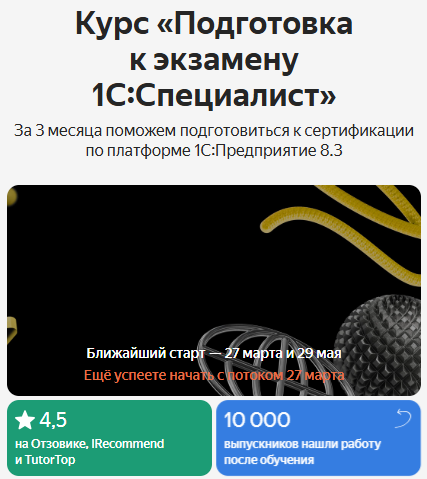 Курс «Подготовка
к экзамену
1С:Специалист»
За 3 месяца поможем подготовиться к сертификации
по платформе 1С:Предприятие 8.3
Ближайший старт — 27 марта и 29 мая
Ещё успеете начать с потоком 27 марта
4,5
на Отзовике, IRecommend
и TutorTop
10 000
выпускников нашли работу
после обучения